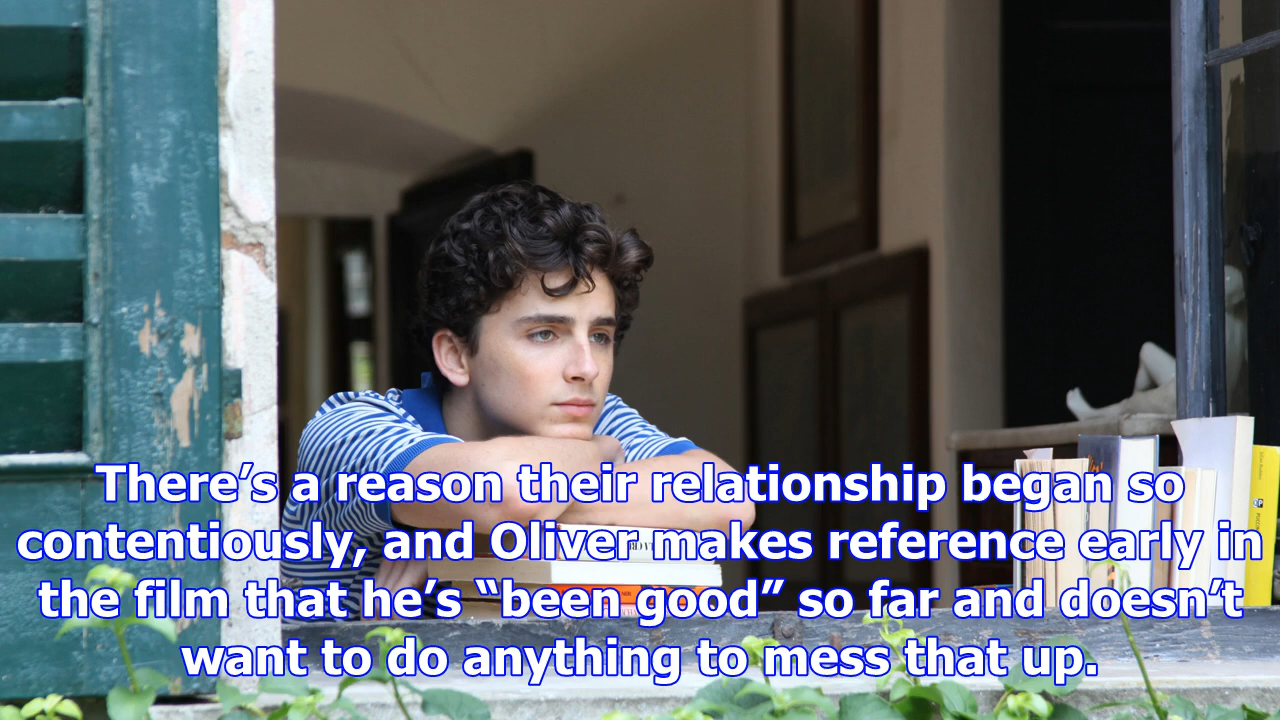 There’s a reason their relationship began so
contentiously, and Oliver makes reference early in
the film that he’s “been good” so far and doesn’t
want to do anything to mess that up.